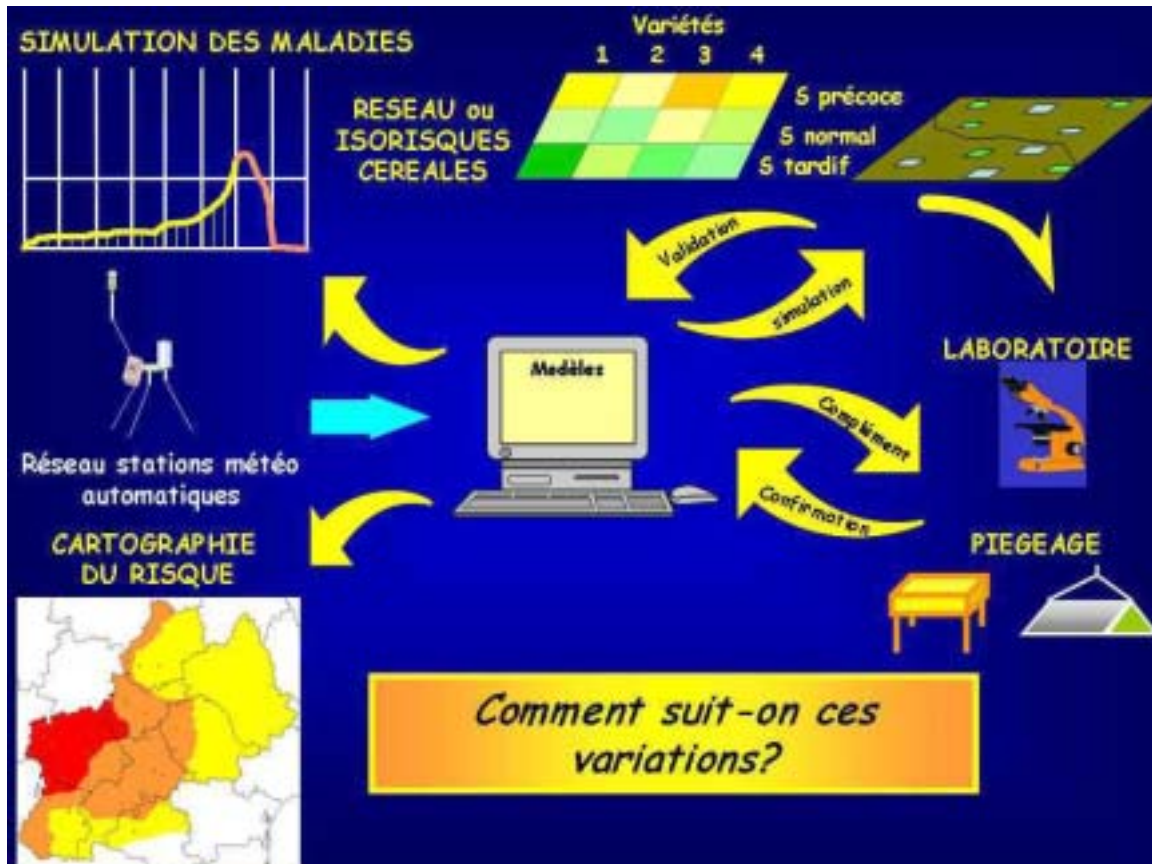 SIMULATION DES MALADIES
Variétés
1 2 3 4
RESEAU ou
ISORISQUES
CEREALES
S précoce
S normal
S tardif
Validation
simulation
LABORATOIRE
Modèles
Complément
Confirmation
Réseau stations météo
automatiques
CARTOGRAPHIE
DU RISQUE
PIEGEAGE
Comment suit-on ces
variations?